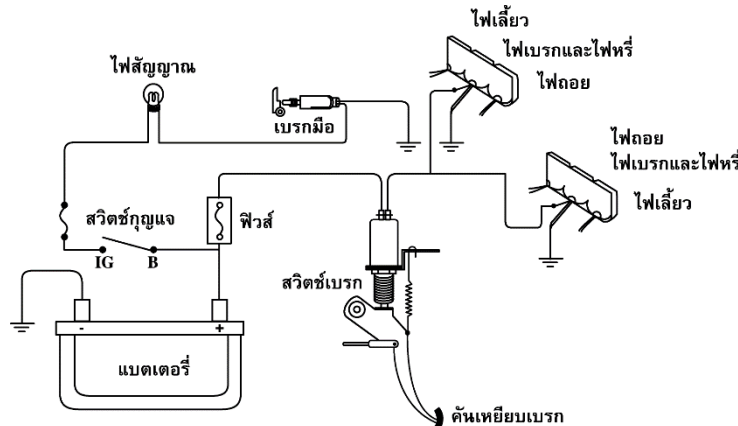 ไฟเลี้ยว
ไฟเบรกและไฟหรี่
ไฟถอย
ไฟสัญญาณ
เบรกมือ
ไฟถอย
ไฟเบรกและไฟหรี่
ไฟเลี้ยว
สวิตช์กุญแจ
ฟิวส์
IG B
สวิตช์เบรก
- +
แบตเตอรี่
คันเหยียบเบรก